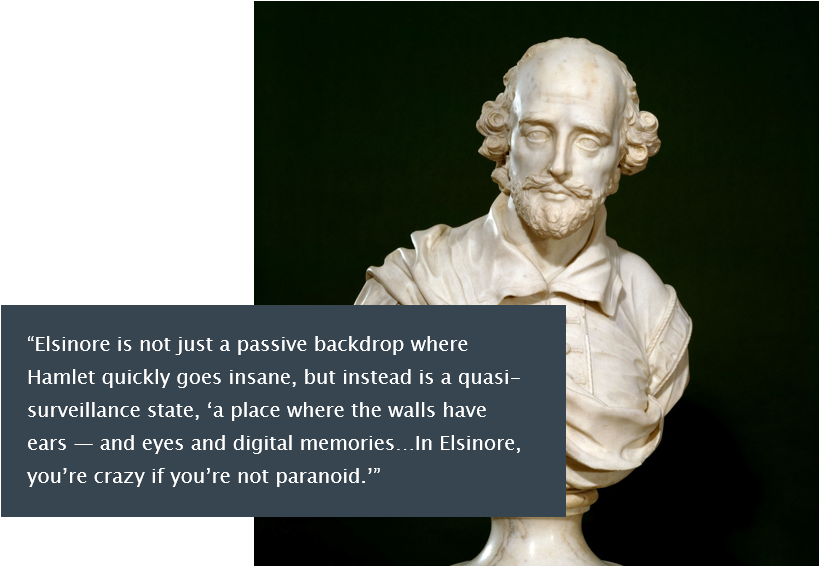 “Elsinore is not just a passive backdrop where
Hamlet quickly goes insane, but instead is a quasi-
surveillance state, ‘a place where the walls have
ears — and eyes and digital memories…In Elsinore,
you’re crazy if you’re not paranoid.’”